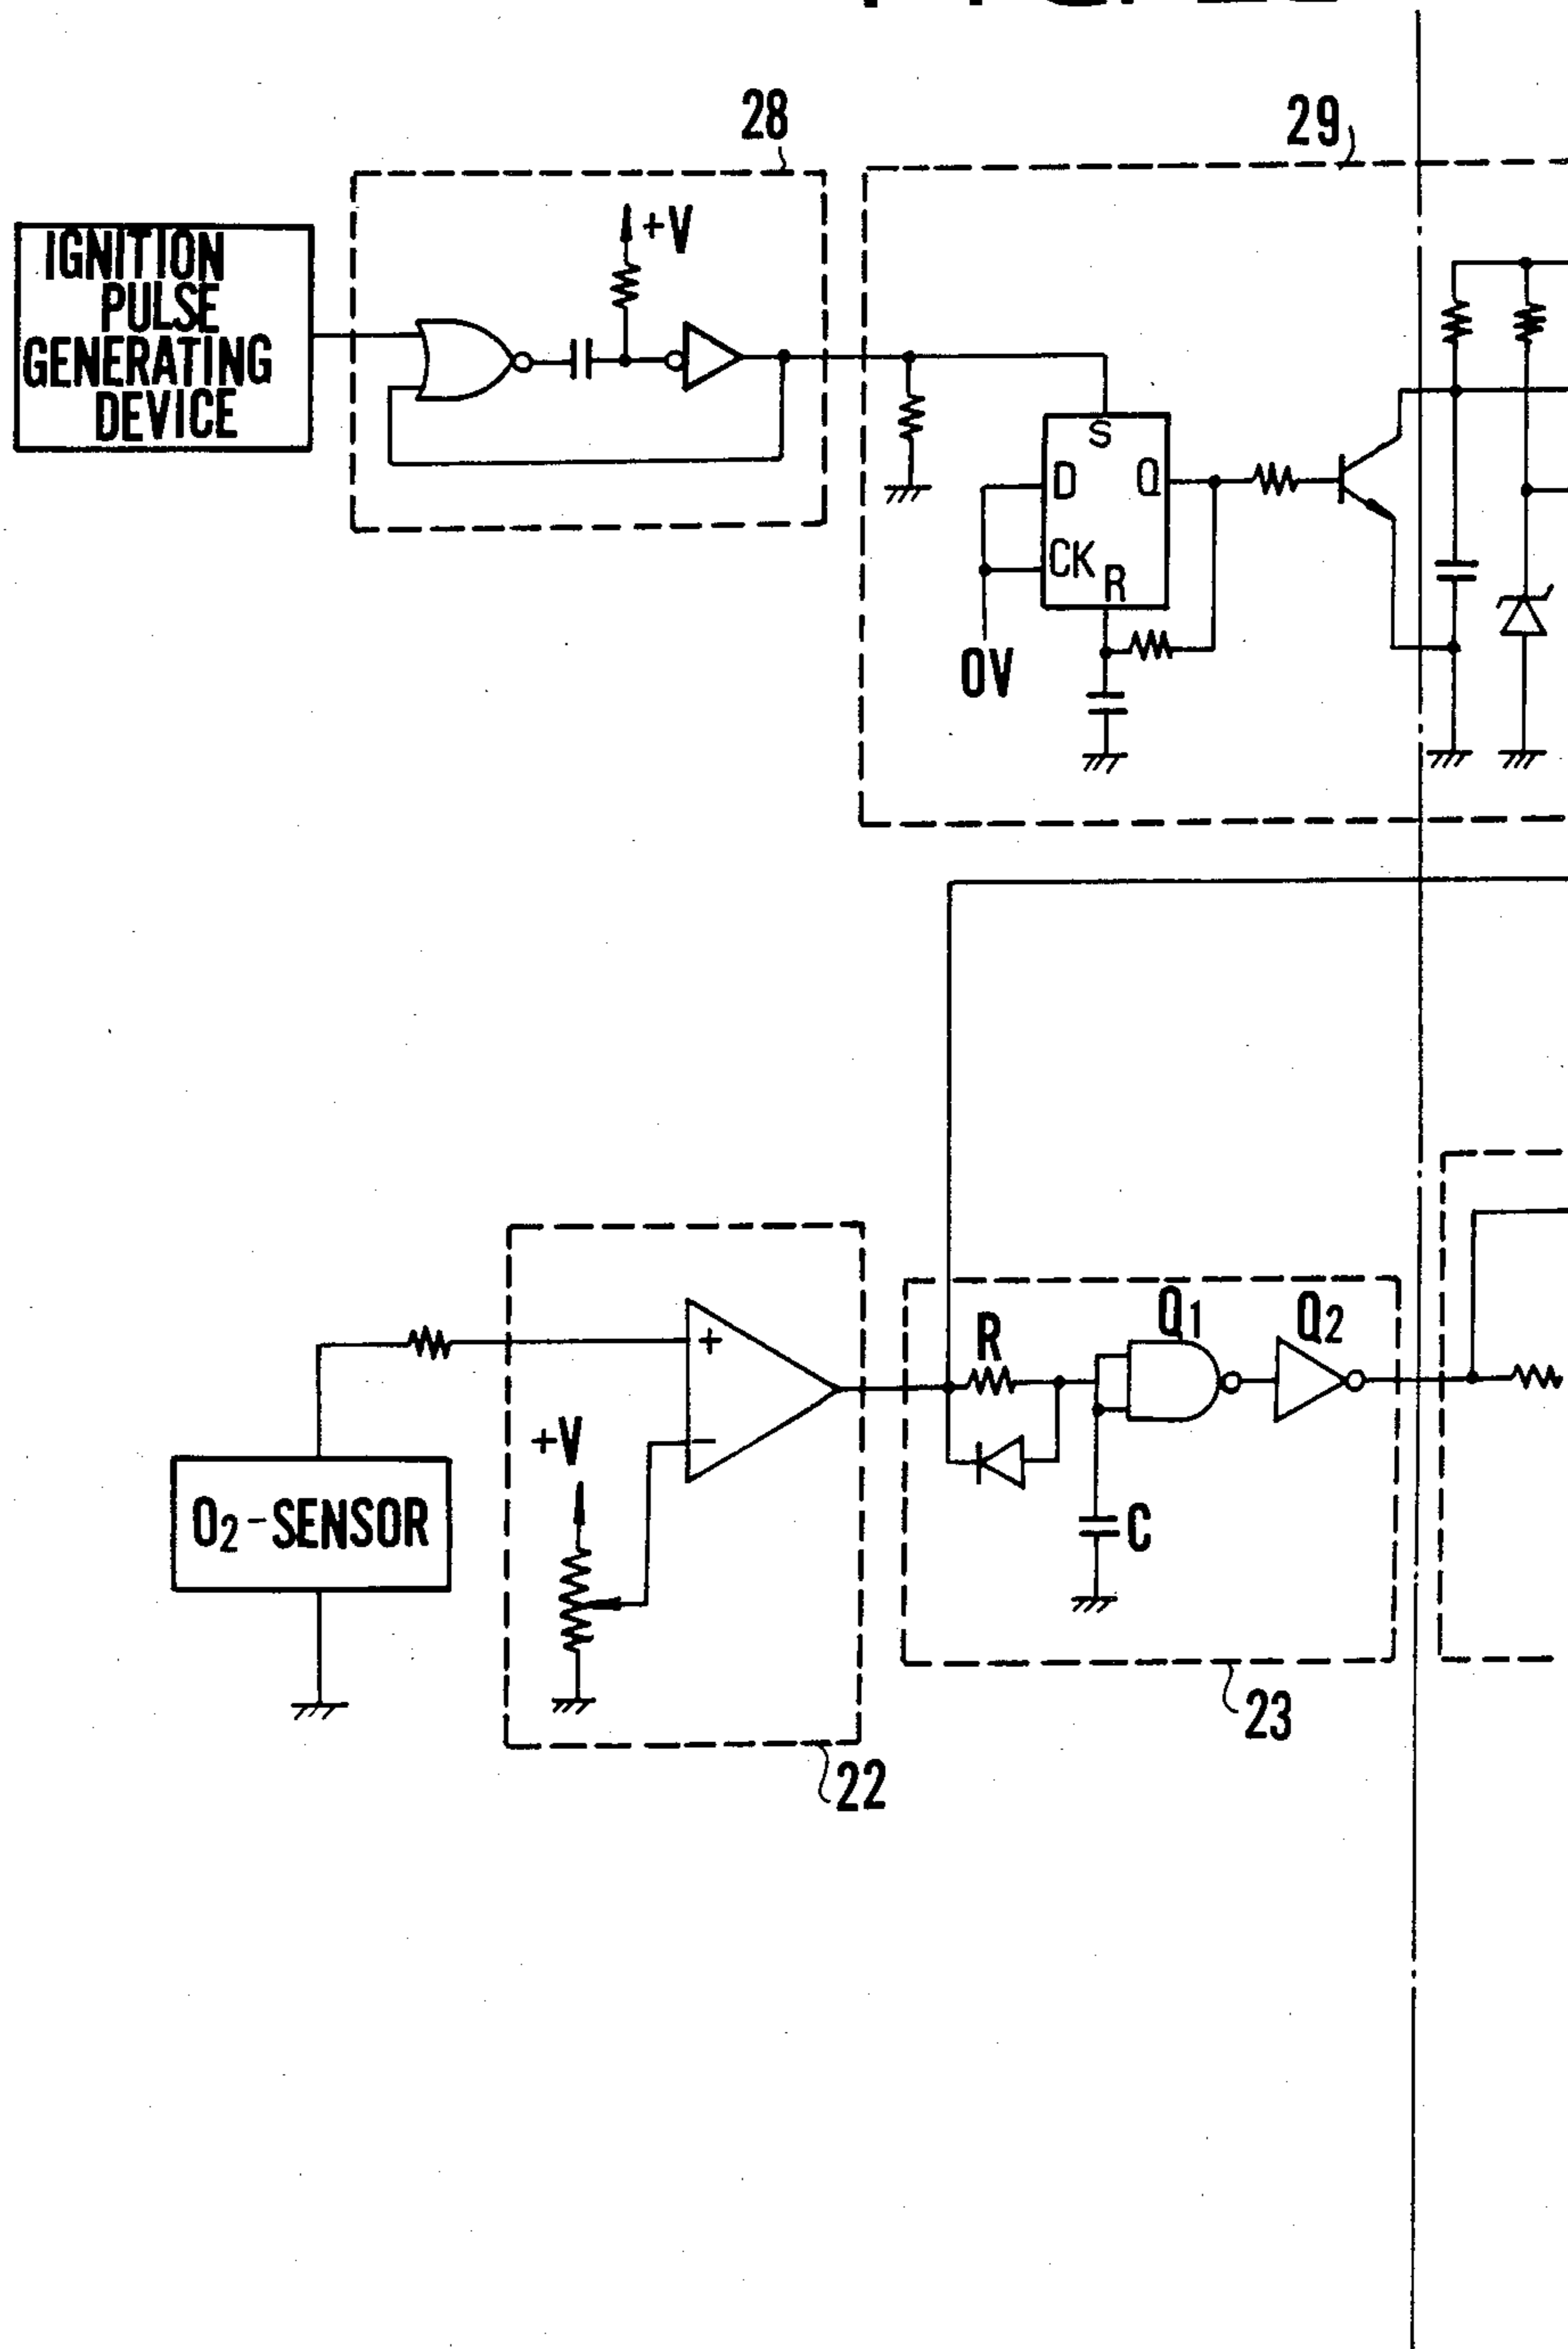 28
29
+V
IGNITION
PULSE
GENERATING
DEVICE
S
D
Q
CK
R
0V
R
Q1
Q2
+
+V
−
O2-SENSOR
C
23
22